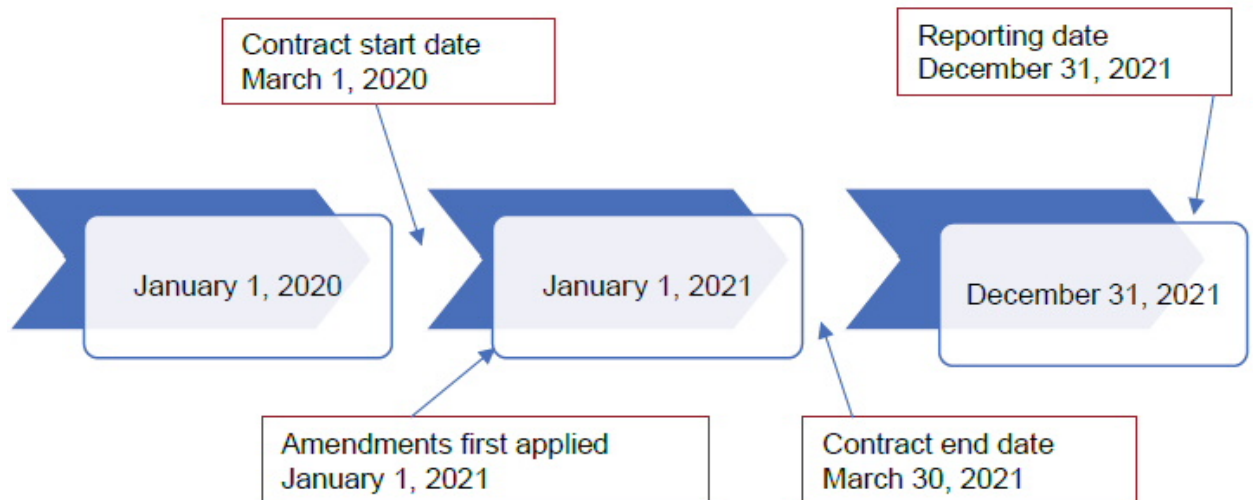 Contract start date
March 1, 2020
Reporting date
December 31, 2021
January 1, 2020
January 1, 2021
December 31, 2021
Amendments first applied
January 1, 2021
Contract end date
March 30, 2021